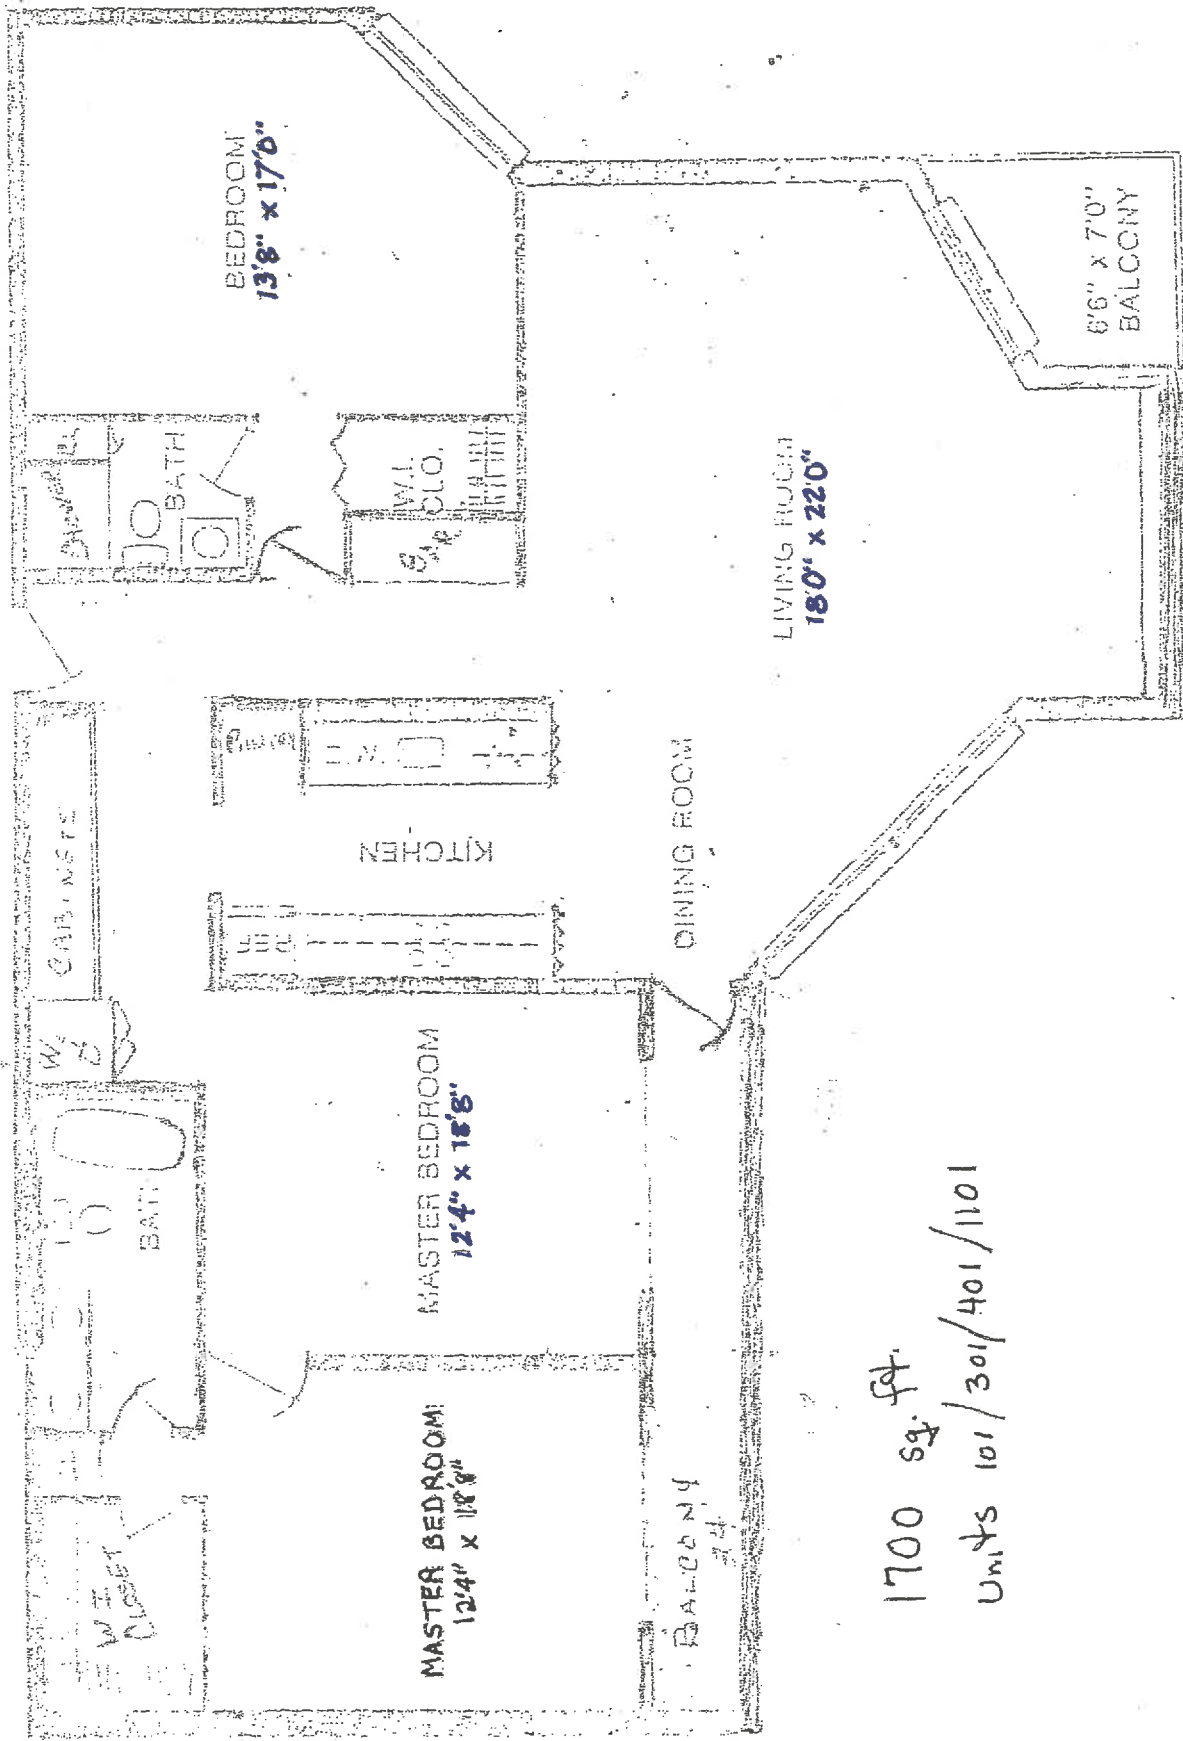 BEDROOM
13'8" x 17'0"
6'6" x 7'0"
BALCONY
BATH
W.I.
CLO.
LIVING ROOM
18'0" x 22'0"
KITCHEN
REF
DINING ROOM
CABINETS
BATH
MASTER BEDROOM
12'4" x 18'8"
MASTER BEDROOM
12'4" x 18'8"
W I
CLOSET
BALCONY
1700 sq. ft.
Units 101/301/401/1101